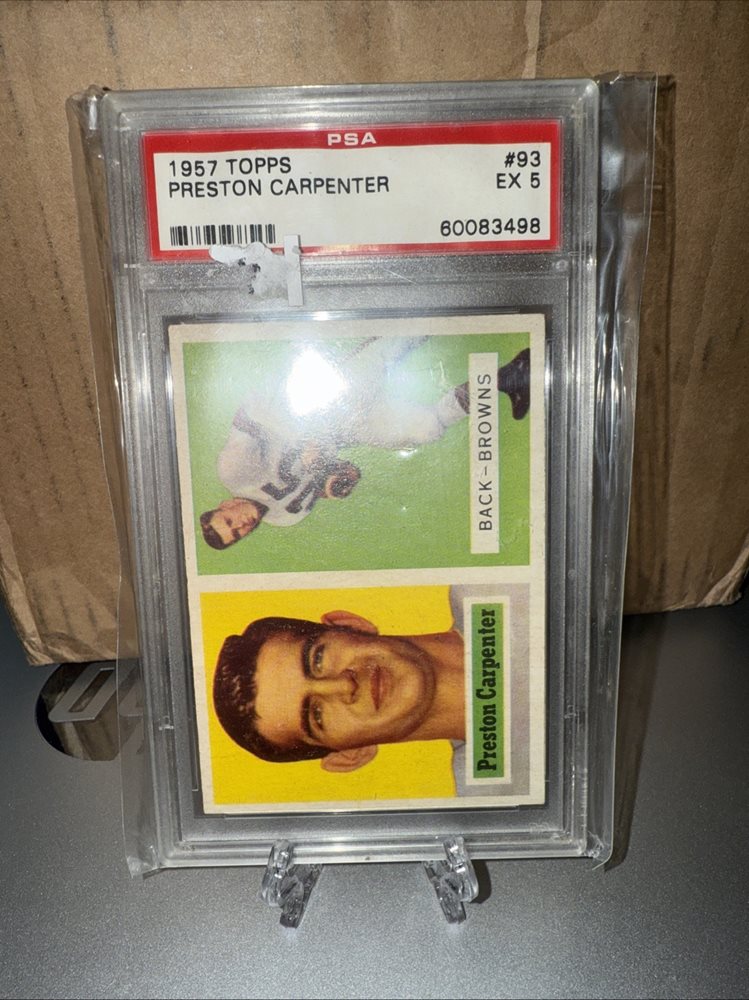 PSA
1957 TOPPS #93
PRESTON CARPENTER EX 5
60083498
BACK-BROWNS
Preston Carpenter